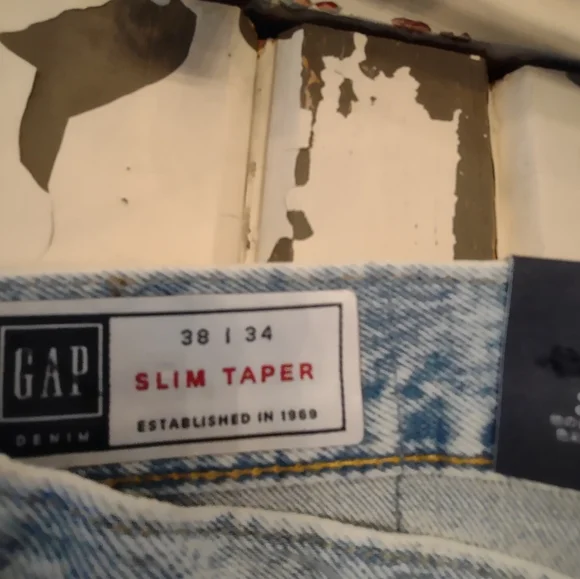 GAP
DENIM
38 | 34
SLIM TAPER
ESTABLISHED IN 1969